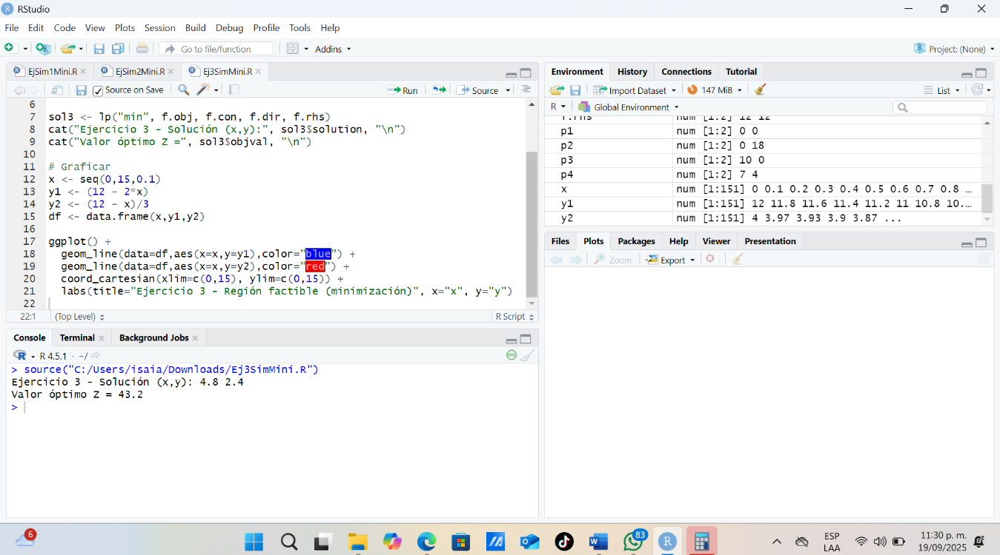 RStudio
File Edit Code View Plots Session Build Debug Profile Tools Help
Go to file/function Addins Project: (None)
EjSim1Mini.R EjSim2Mini.R Ej3SimMini.R
Source on Save Run Source
6
7 sol3 <- lp("min", f.obj, f.con, f.dir, f.rhs)
8 cat("Ejercicio 3 - Solución (x,y):", sol3$solution, "\n")
9 cat("Valor óptimo Z =", sol3$objval, "\n")
10
11 # Graficar
12 x <- seq(0,15,0.1)
13 y1 <- (12 - 2*x)
14 y2 <- (12 - x)/3
15 df <- data.frame(x,y1,y2)
16
17 ggplot() +
18 geom_line(data=df,aes(x=x,y=y1),color="blue") +
19 geom_line(data=df,aes(x=x,y=y2),color="red") +
20 coord_cartesian(xlim=c(0,15), ylim=c(0,15)) +
21 labs(title="Ejercicio 3 - Región factible (minimización)", x="x", y="y")
22
22:1 (Top Level) R Script
Console Terminal Background Jobs
R 4.5.1 · ~/
> source("C:/Users/isaia/Downloads/Ej3SimMini.R")
Ejercicio 3 - Solución (x,y): 4.8 2.4
Valor óptimo Z = 43.2
>
Environment History Connections Tutorial
Import Dataset 147 MiB List
R Global Environment
f.rhs num [1:2] 12 12
p1 num [1:2] 0 0
p2 num [1:2] 0 18
p3 num [1:2] 10 0
p4 num [1:2] 7 4
x num [1:151] 0 0.1 0.2 0.3 0.4 0.5 0.6 0.7 0.8 ...
y1 num [1:151] 12 11.8 11.6 11.4 11.2 11 10.8 10....
y2 num [1:151] 4 3.97 3.93 3.9 3.87 ...
Files Plots Packages Help Viewer Presentation
Zoom Export
6
83
ESP
LAA
11:30 p. m.
19/09/2025